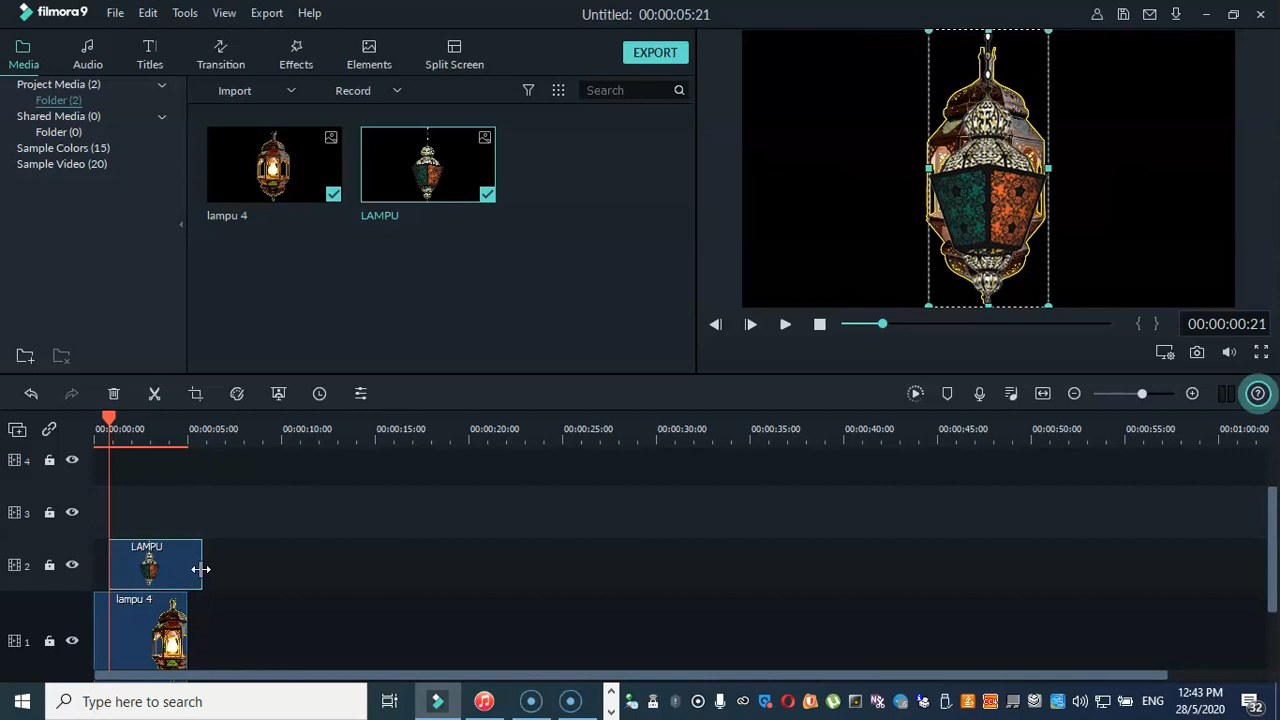 filmora9 File Edit Tools View Export Help Untitled: 00:00:05:21
Media Audio Titles Transition Effects Elements Split Screen EXPORT
Project Media (2)
Folder (2)
Shared Media (0)
Folder (0)
Sample Colors (15)
Sample Video (20)
Import Record Search
lampu 4 LAMPU
{ } 00:00:00:21
00:00:00:00 00:00:05:00 00:00:10:00 00:00:15:00 00:00:20:00 00:00:25:00 00:00:30:00 00:00:35:00 00:00:40:00 00:00:45:00 00:00:50:00 00:00:55:00 00:01:00:00
4
3
2 LAMPU
1 lampu 4
Type here to search ENG 12:43 PM
28/5/2020 32